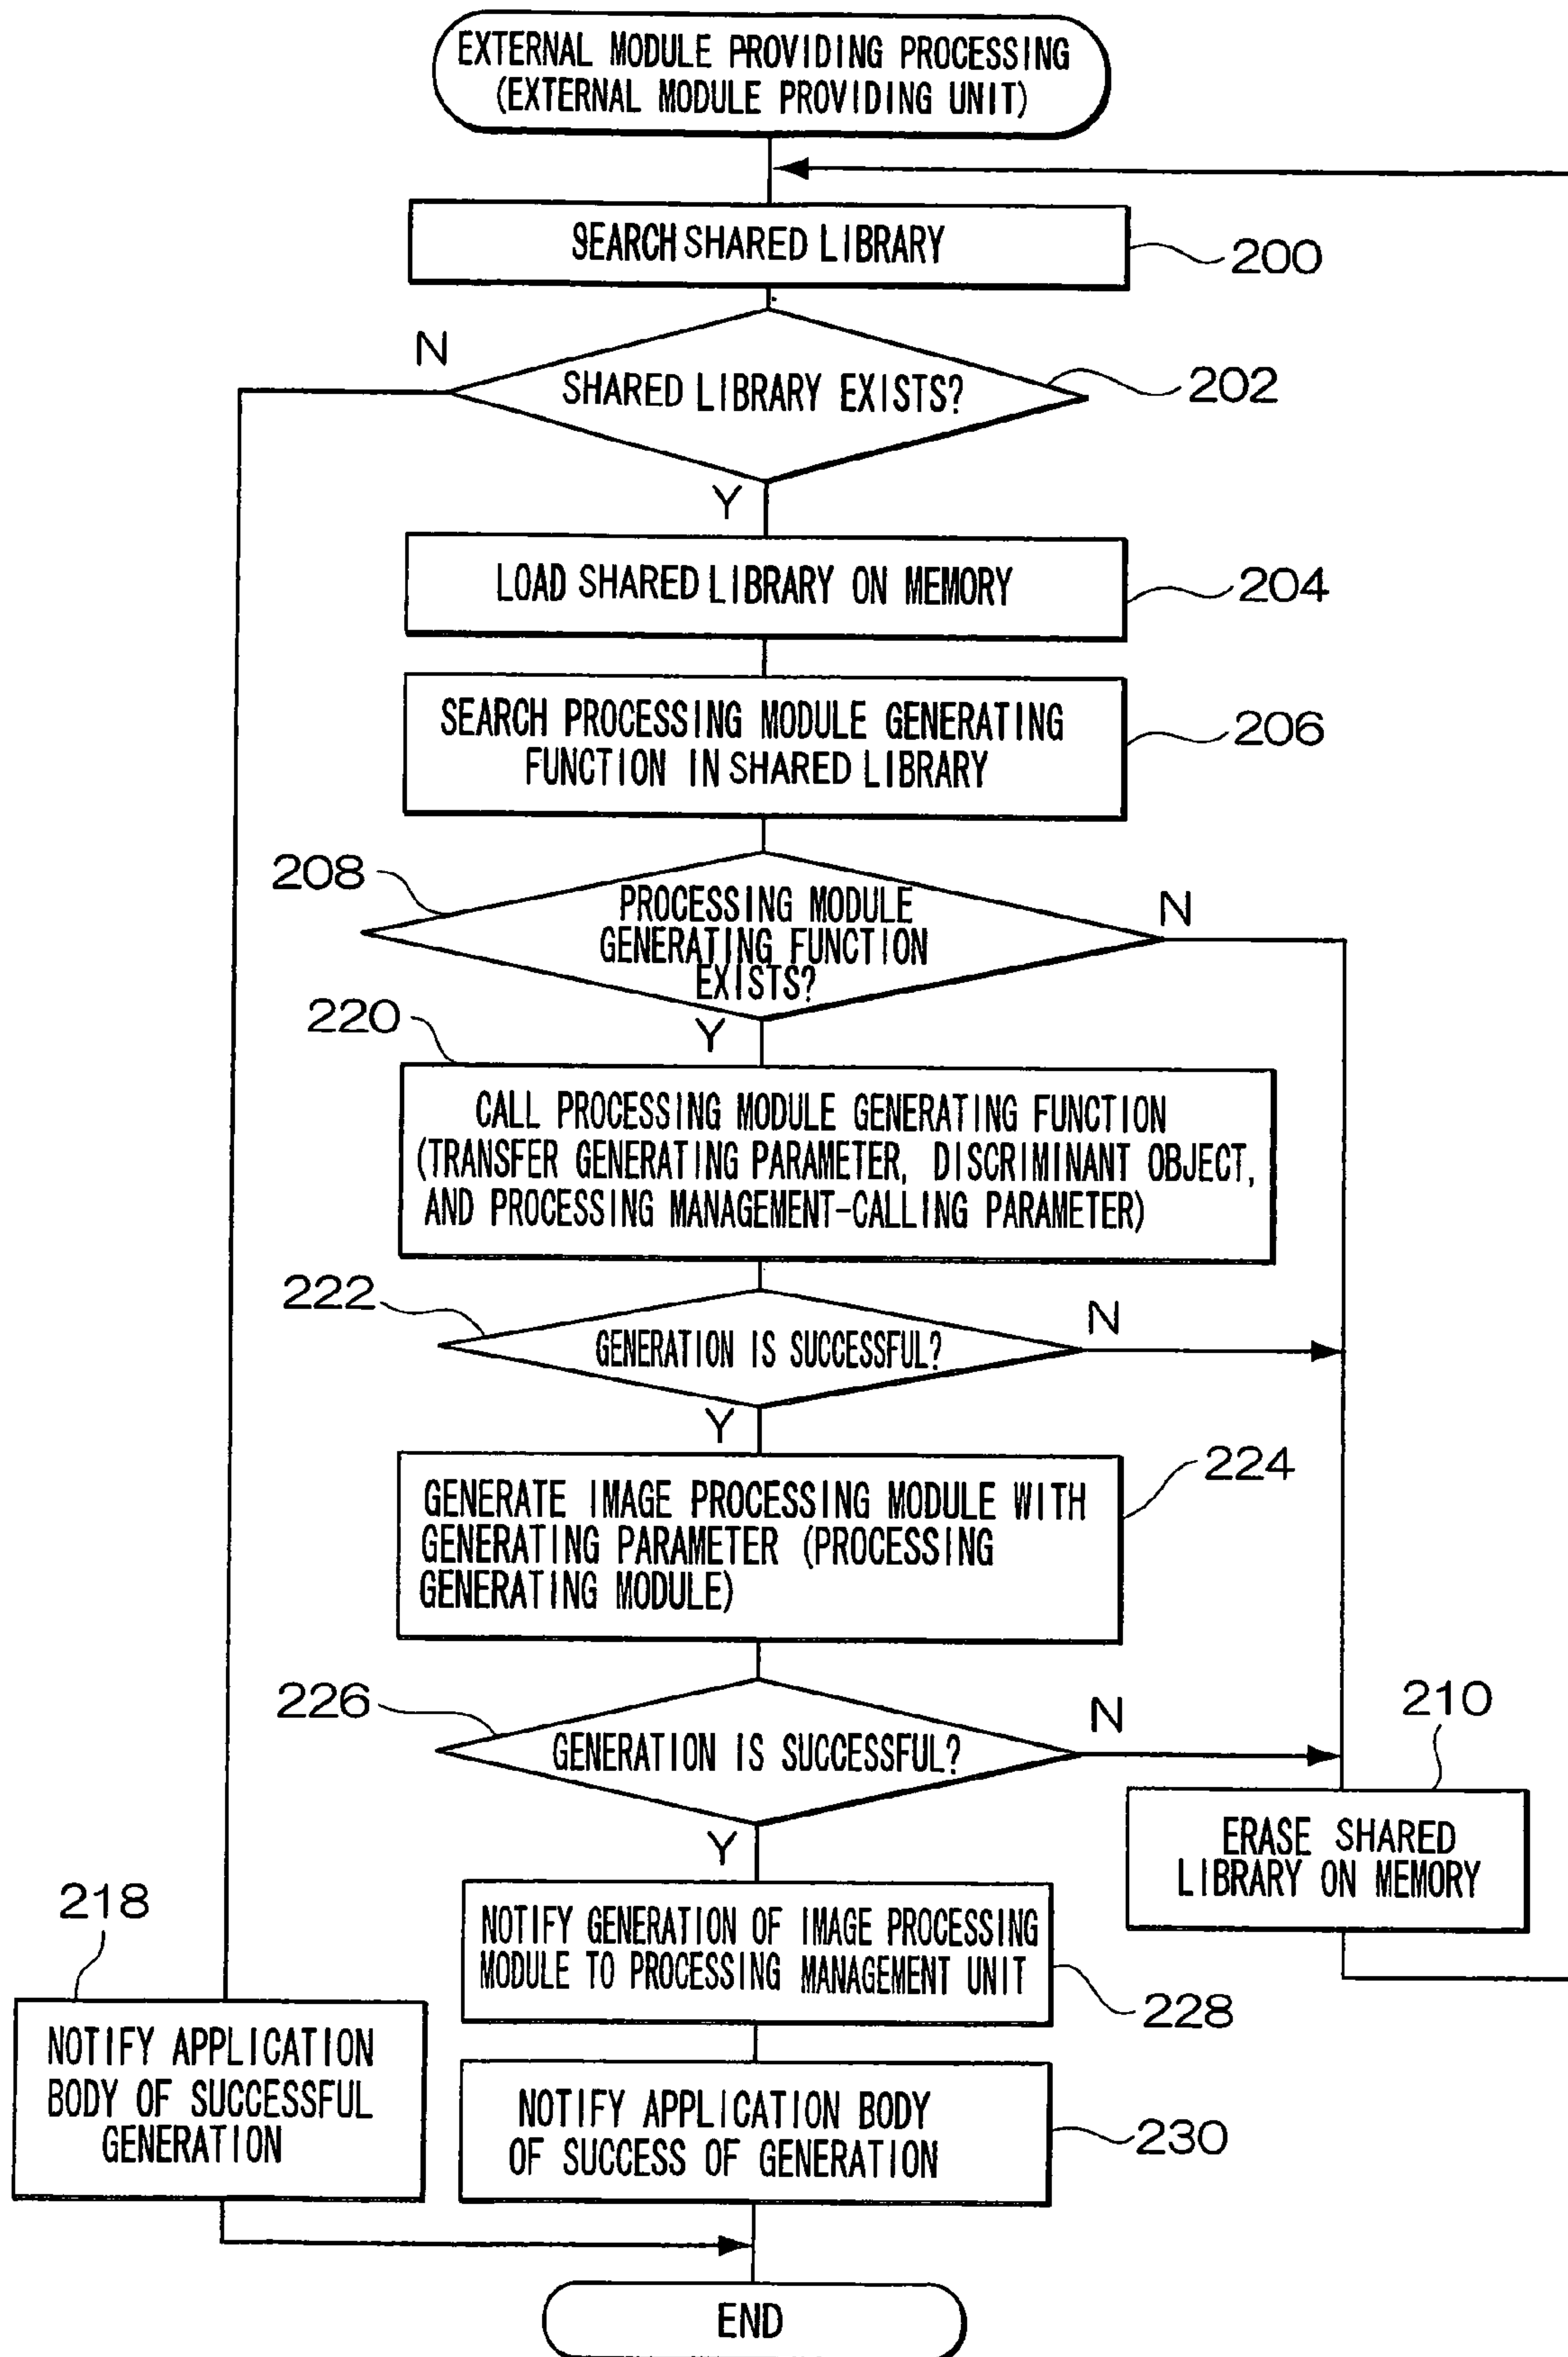 EXTERNAL MODULE PROVIDING PROCESSING
(EXTERNAL MODULE PROVIDING UNIT)
SEARCH SHARED LIBRARY
200
N
SHARED LIBRARY EXISTS?
202
Y
LOAD SHARED LIBRARY ON MEMORY
204
SEARCH PROCESSING MODULE GENERATING
FUNCTION IN SHARED LIBRARY
206
208
PROCESSING MODULE
GENERATING FUNCTION
EXISTS?
N
220
Y
CALL PROCESSING MODULE GENERATING FUNCTION
(TRANSFER GENERATING PARAMETER, DISCRIMINANT OBJECT,
AND PROCESSING MANAGEMENT-CALLING PARAMETER)
222
GENERATION IS SUCCESSFUL?
N
Y
GENERATE IMAGE PROCESSING MODULE WITH
GENERATING PARAMETER (PROCESSING
GENERATING MODULE)
224
226
GENERATION IS SUCCESSFUL?
N
210
Y
ERASE SHARED
LIBRARY ON MEMORY
218
NOTIFY GENERATION OF IMAGE PROCESSING
MODULE TO PROCESSING MANAGEMENT UNIT
228
NOTIFY APPLICATION
BODY OF SUCCESSFUL
GENERATION
NOTIFY APPLICATION BODY
OF SUCCESS OF GENERATION
230
END